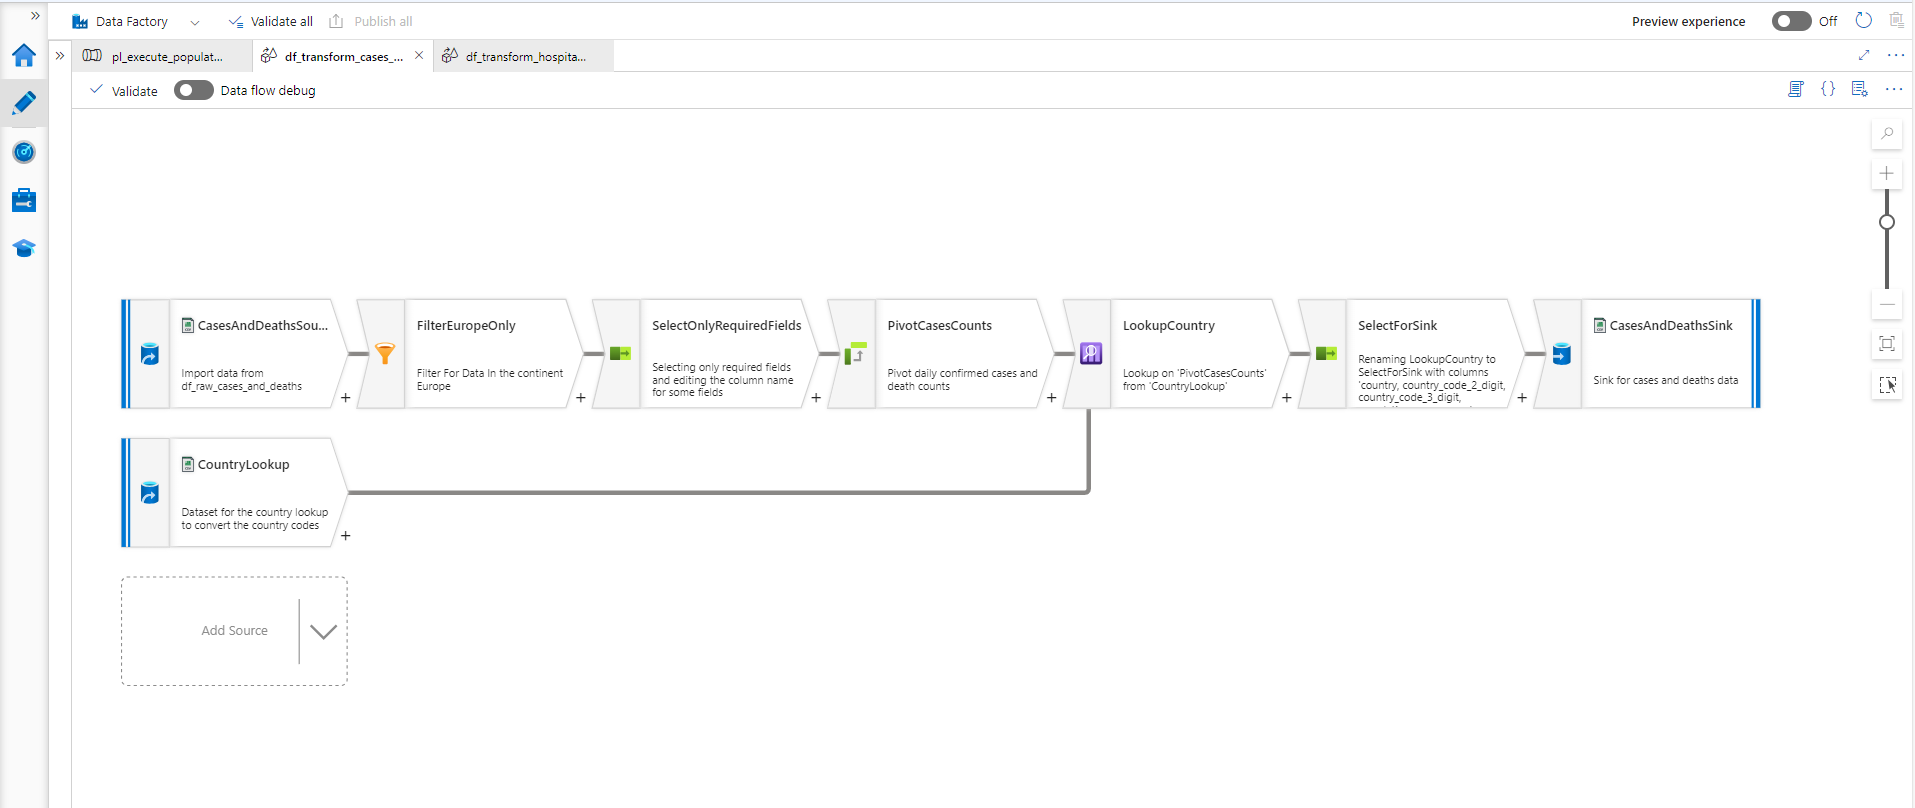 Data Factory
Validate all
Publish all
Preview experience
Off
pl_execute_populat...
df_transform_cases_...
df_transform_hospita...
Validate
Data flow debug
CasesAndDeathsSou...
Import data from
df_raw_cases_and_deaths
FilterEuropeOnly
Filter For Data In the continent
Europe
SelectOnlyRequiredFields
Selecting only required fields
and editing the column name
for some fields
PivotCasesCounts
Pivot daily confirmed cases and
death counts
LookupCountry
Lookup on 'PivotCasesCounts'
from 'CountryLookup'
SelectForSink
Renaming LookupCountry to
SelectForSink with columns
'country, country_code_2_digit,
country_code_3_digit,
CasesAndDeathsSink
Sink for cases and deaths data
CountryLookup
Dataset for the country lookup
to convert the country codes
Add Source